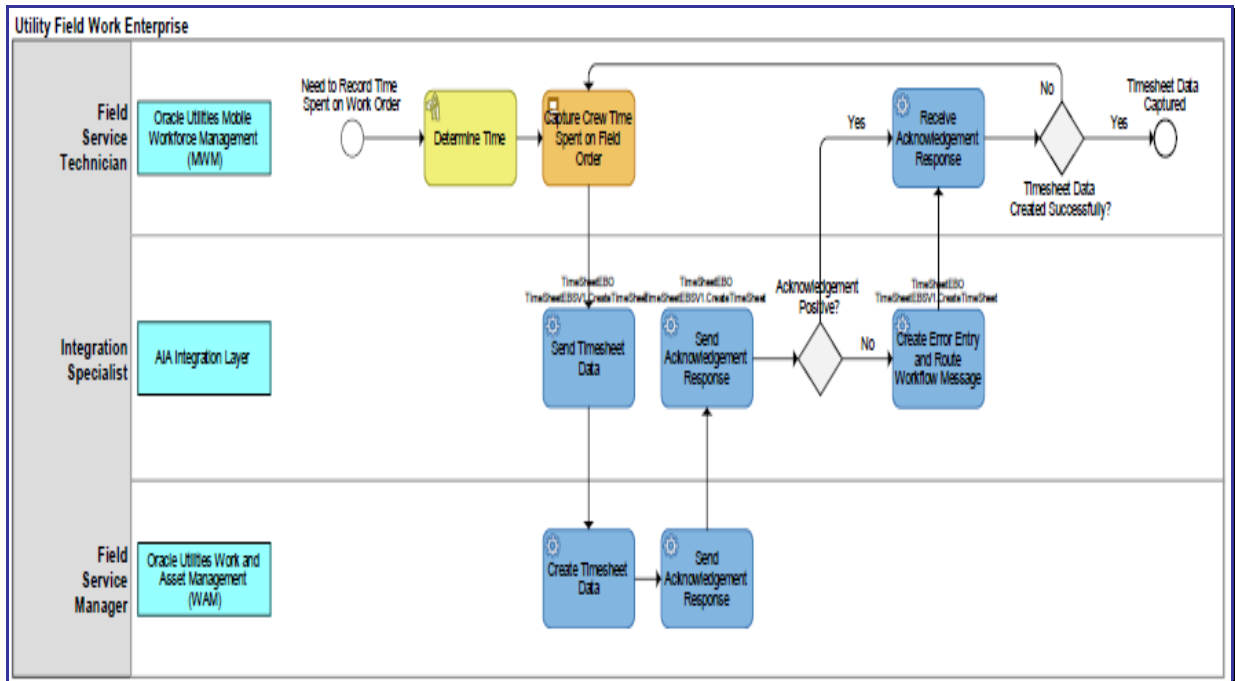 Utility Field Work Enterprise
Field
Service
Technician
Oracle Utilities Mobile
Workforce Management
(MWM)
Need to Record Time
Spent on Work Order
Determine Time
Capture Crew Time
Spent on Field
Order
Yes
Receive
Acknowledgement
Response
No
Timesheet Data
Created Successfully?
Yes
Timesheet Data
Captured
Integration
Specialist
AIA Integration Layer
TimeSheetEBO
TimeSheetEBSV1.CreateTimeSheet
Send Timesheet
Data
TimeSheetEBO
TimeSheetEBSV1.CreateTimeSheet
Send
Acknowledgement
Response
Acknowledgement
Positive?
No
TimeSheetEBO
TimeSheetEBSV1.CreateTimeSheet
Create Error Entry
and Route
Workflow Message
Field
Service
Manager
Oracle Utilities Work and
Asset Management
(WAM)
Create Timesheet
Data
Send
Acknowledgement
Response